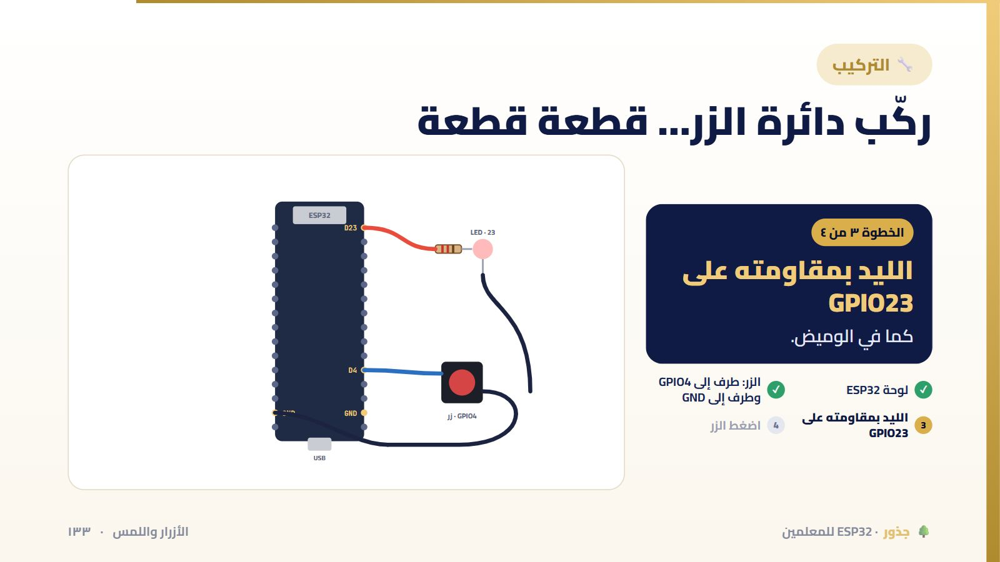 التركيب
ركّب دائرة الزر... قطعة قطعة
الخطوة ٣ من ٤
الليد بمقاومته على
GPIO23
كما في الوميض.
لوحة ESP32
الزر: طرف إلى GPIO4
وطرف إلى GND
3
الليد بمقاومته على
GPIO23
4
اضغط الزر
ESP32
D23
LED · 23
D4
GND
GND
زر · GPIO4
USB
جذور · ESP32 للمعلمين
الأزرار واللمس · ١٣٣